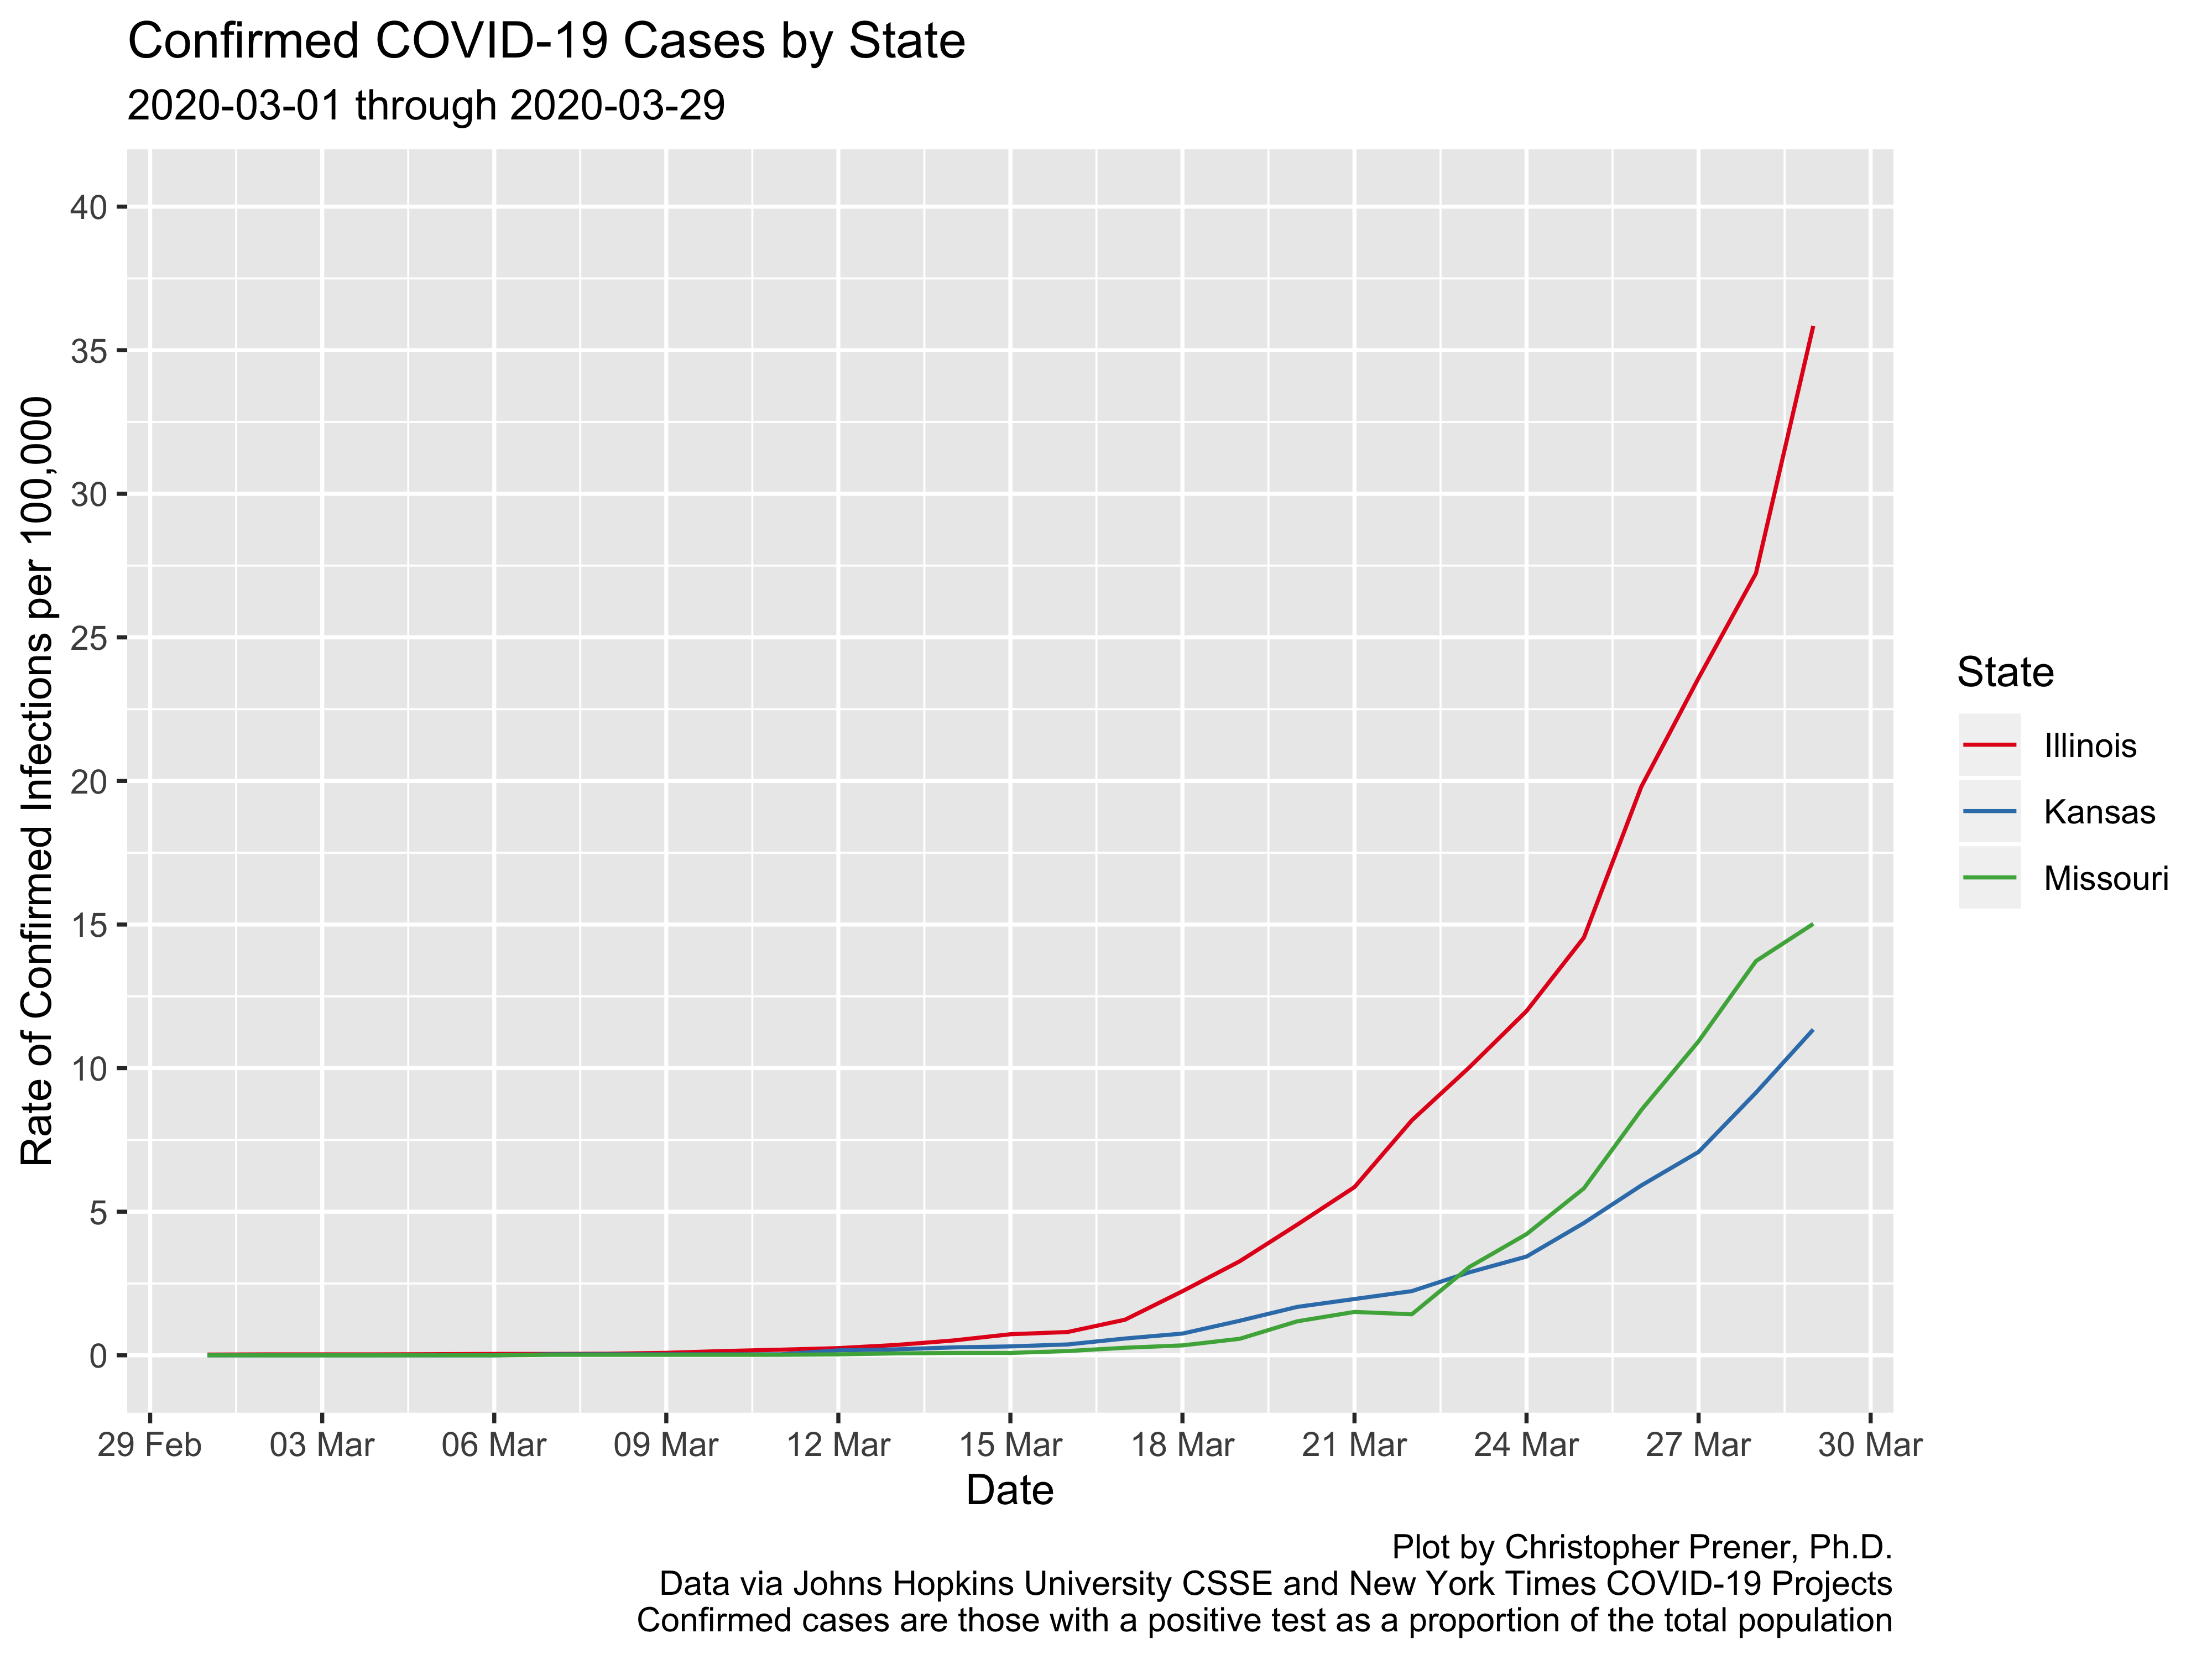 Confirmed COVID-19 Cases by State
2020-03-01 through 2020-03-29
Rate of Confirmed Infections per 100,000
40
35
30
25
20
15
10
5
0
29 Feb
03 Mar
06 Mar
09 Mar
12 Mar
15 Mar
18 Mar
21 Mar
24 Mar
27 Mar
30 Mar
Date
State
Illinois
Kansas
Missouri
Plot by Christopher Prener, Ph.D.
Data via Johns Hopkins University CSSE and New York Times COVID-19 Projects
Confirmed cases are those with a positive test as a proportion of the total population